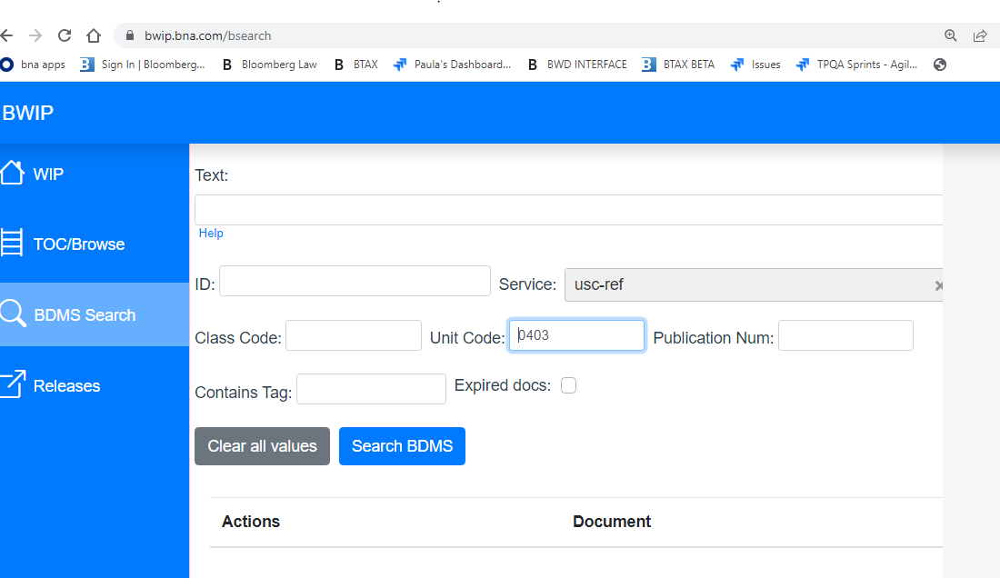 bwip.bna.com/bsearch
bna apps Sign In | Bloomberg... B Bloomberg Law B BTAX Paula's Dashboard... B BWD INTERFACE BTAX BETA Issues TPQA Sprints - Agil...
BWIP
WIP
TOC/Browse
BDMS Search
Releases
Text:
Help
ID: Service: usc-ref ×
Class Code: Unit Code: 0403 Publication Num:
Contains Tag: Expired docs:
Clear all values Search BDMS
Actions Document